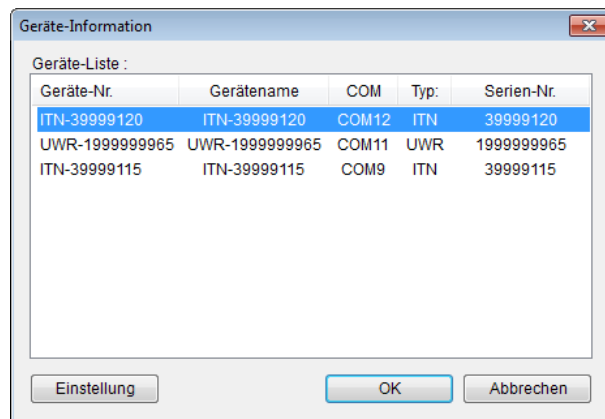 Geräte-Information
Geräte-Liste :
Geräte-Nr. Gerätename COM Typ: Serien-Nr.
ITN-39999120 ITN-39999120 COM12 ITN 39999120
UWR-1999999965 UWR-1999999965 COM11 UWR 1999999965
ITN-39999115 ITN-39999115 COM9 ITN 39999115
Einstellung OK Abbrechen